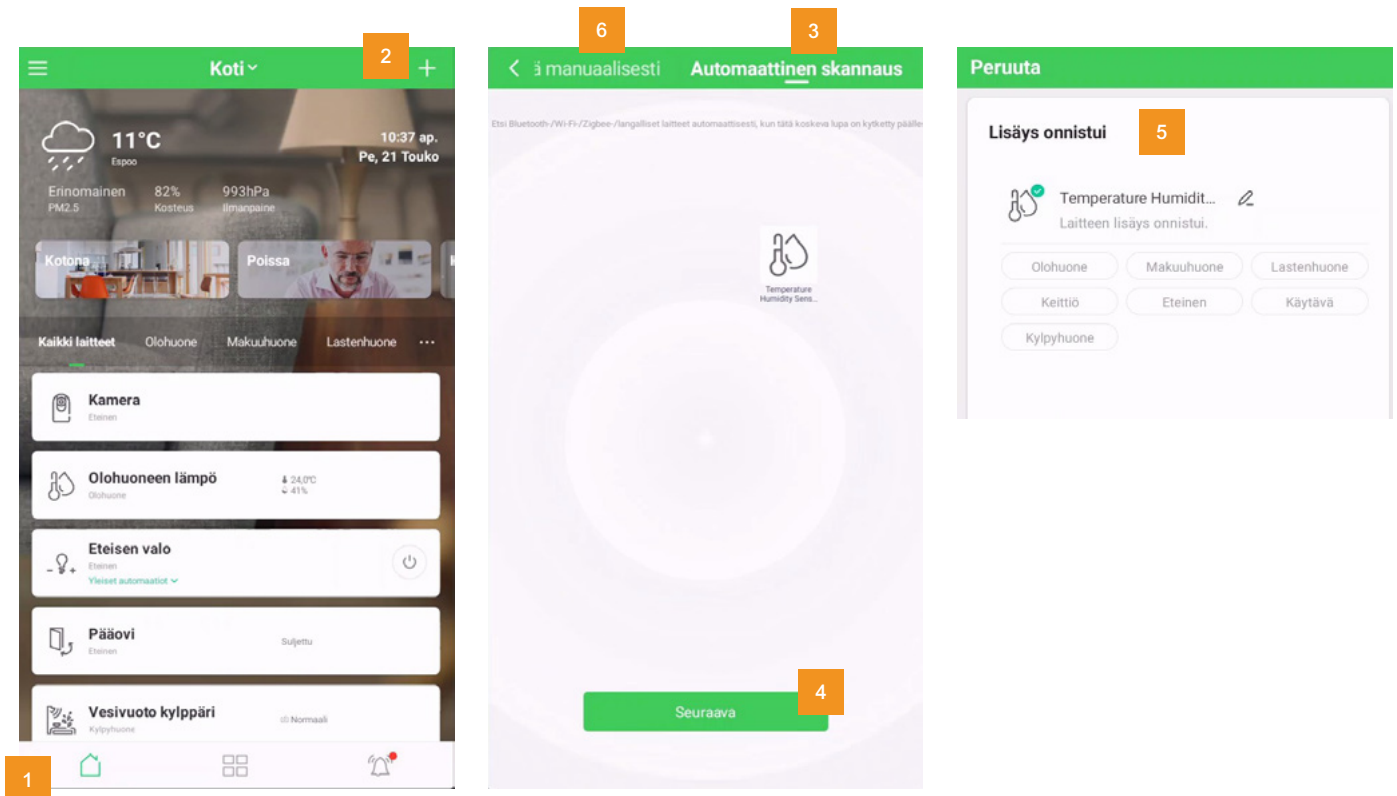 6
3
2
Koti
+
ä manuaalisesti
Automaattinen skannaus
Peruuta
11°C
Espoo
10:37 ap.
Pe, 21 Touko
Erinomainen
PM2.5
82%
Kosteus
993hPa
Ilmanpaine
Kotona
Poissa
K
Kaikki laitteet
Olohuone
Makuuhuone
Lastenhuone
...
Kamera
Eteinen
Olohuoneen lämpö
Olohuone
24,0°C
41%
Eteisen valo
Eteinen
Yleiset automaatiot
Pääovi
Eteinen
Suljettu
Vesivuoto kylppäri
Kylpyhuone
Normaali
1
Etsi Bluetooth-/Wi-Fi-/Zigbee-/langalliset laitteet automaattisesti, kun tätä koskeva lupa on kytketty päälle
Temperature
Humidity Sens...
4
Seuraava
Lisäys onnistui
5
Temperature Humidit...
Laitteen lisäys onnistui.
Olohuone
Makuuhuone
Lastenhuone
Keittiö
Eteinen
Käytävä
Kylpyhuone